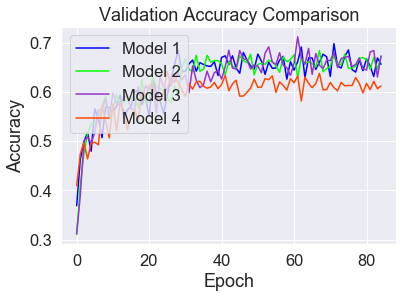 Validation Accuracy Comparison
0.7
0.6
0.5
0.4
0.3
Accuracy
Model 1
Model 2
Model 3
Model 4
0
20
40
60
80
Epoch